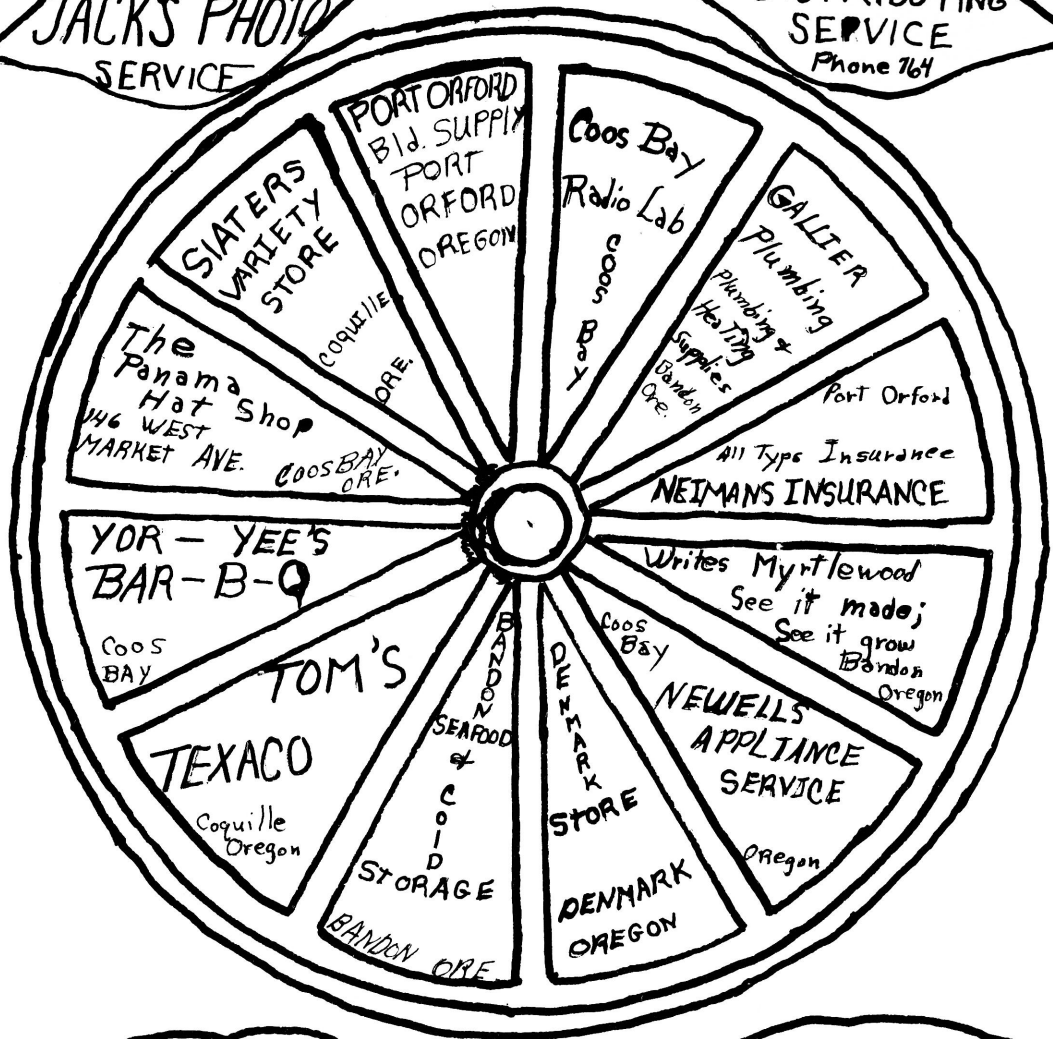 JACKS PHOTO
SERVICE
SERVICE
Phone 764
PORT ORFORD
Bld. SUPPLY
PORT
ORFORD
OREGON
Coos Bay
Radio Lab
COOS BAY
GALLIER
Plumbing
Plumbing &
Heating
Supplies
Bandon
Ore.
Port Orford
All Type Insurance
NEIMANS INSURANCE
Writes Myrtlewood
See it made;
See it grow
Bandon
Oregon
Coos
Bay
NEWELLS
APPLIANCE
SERVICE
Oregon
DENMARK
STORE
DENMARK
OREGON
BANDON
SEAFOOD
&
COlD
STORAGE
BANDON ORE
TOM'S
TEXACO
Coquille
Oregon
YOR - YEE'S
BAR-B-Q
COOS
BAY
The
Panama
Hat Shop
146 WEST
MARKET AVE.
COOS BAY
ORE.
SlATERS
VARIETY
STORE
COQUIllE
ORE.